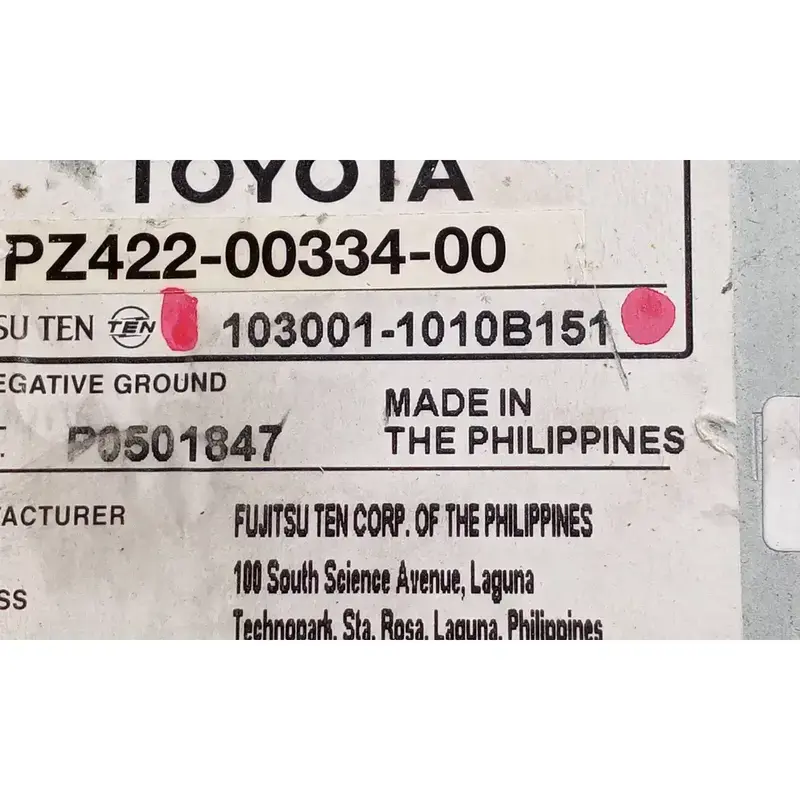 TOYOTA
PZ422-00334-00
SU TEN TEN 103001-1010B151
EGATIVE GROUND
P0501847
MADE IN
THE PHILIPPINES
ACTURER
FUJITSU TEN CORP. OF THE PHILIPPINES
100 South Science Avenue, Laguna
SS
Technopark, Sta. Rosa, Laguna, Philippines